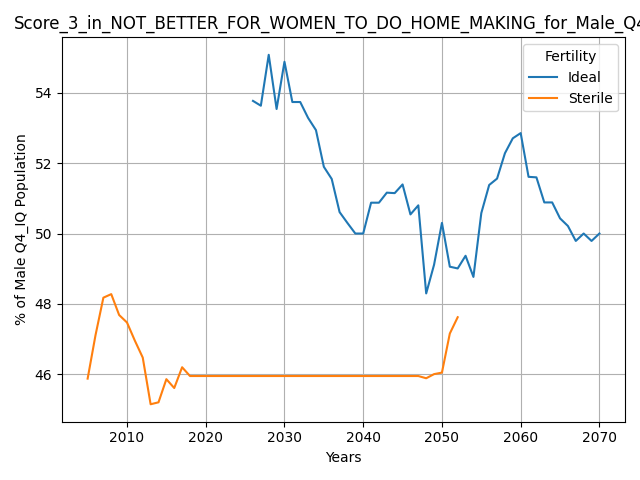 Score_3_in_NOT_BETTER_FOR_WOMEN_TO_DO_HOME_MAKING_for_Male_Q4
Fertility
Ideal
Sterile
% of Male Q4_IQ Population
54
52
50
48
46
2010 2020 2030 2040 2050 2060 2070
Years